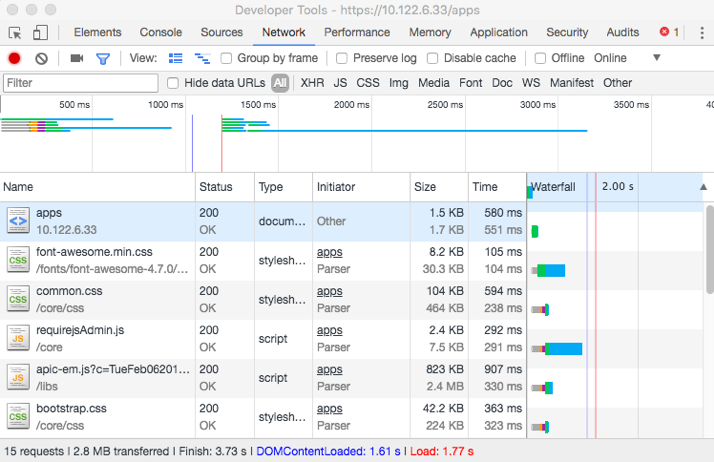 Developer Tools - https://10.122.6.33/apps
Elements Console Sources Network Performance Memory Application Security Audits 1
View: Group by frame Preserve log Disable cache Offline Online
Filter Hide data URLs All XHR JS CSS Img Media Font Doc WS Manifest Other
500 ms 1000 ms 1500 ms 2000 ms 2500 ms 3000 ms 3500 ms 40
Name Status Type Initiator Size Time Waterfall 2.00 s
apps 200 docum… Other 1.5 KB 580 ms
10.122.6.33 OK 1.7 KB 551 ms
font-awesome.min.css 200 stylesh… apps 8.2 KB 105 ms
/fonts/font-awesome-4.7.0/… OK Parser 30.3 KB 104 ms
common.css 200 stylesh… apps 104 KB 594 ms
/core/css OK Parser 464 KB 238 ms
requirejsAdmin.js 200 script apps 2.4 KB 292 ms
/core OK Parser 7.5 KB 291 ms
apic-em.js?c=TueFeb06201… 200 script apps 823 KB 907 ms
/libs OK Parser 2.4 MB 330 ms
bootstrap.css 200 stylesh… apps 42.2 KB 363 ms
/core/css OK Parser 224 KB 323 ms
15 requests | 2.8 MB transferred | Finish: 3.73 s | DOMContentLoaded: 1.61 s | Load: 1.77 s